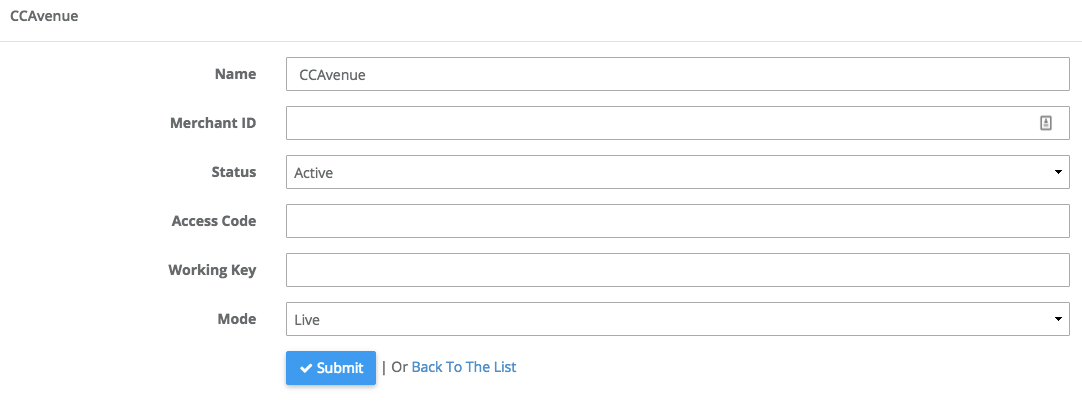 CCAvenue
Name CCAvenue
Merchant ID
Status Active
Access Code
Working Key
Mode Live
Submit | Or Back To The List